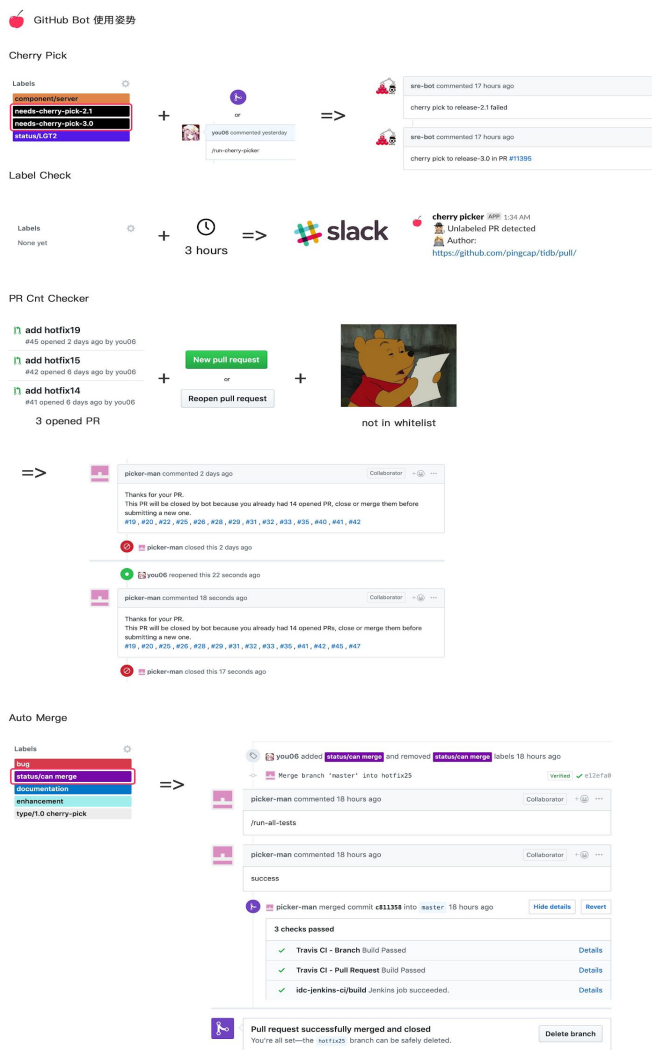 GitHub Bot 使用姿势
Cherry Pick
Labels
component/server
needs-cherry-pick-2.1
needs-cherry-pick-3.0
status/LGT2
+
or
you06 commented yesterday
/run-cherry-picker
=>
sre-bot commented 17 hours ago
cherry pick to release-2.1 failed
sre-bot commented 17 hours ago
cherry pick to release-3.0 in PR #11395
Label Check
Labels
None yet
+
3 hours
=>
slack
cherry picker APP 1:34 AM
Unlabeled PR detected
Author:
https://github.com/pingcap/tidb/pull/
PR Cnt Checker
add hotfix19
#45 opened 2 days ago by you06
add hotfix15
#42 opened 6 days ago by you06
add hotfix14
#41 opened 6 days ago by you06
3 opened PR
+
New pull request
or
Reopen pull request
+
not in whitelist
=>
picker-man commented 2 days ago Collaborator
Thanks for your PR.
This PR will be closed by bot because you already had 14 opened PR, close or merge them before
submitting a new one.
#19 , #20 , #22 , #25 , #26 , #28 , #29 , #31 , #32 , #33 , #35 , #40 , #41 , #42
picker-man closed this 2 days ago
you06 reopened this 22 seconds ago
picker-man commented 18 seconds ago Collaborator
Thanks for your PR.
This PR will be closed by bot because you already had 14 opened PRs, close or merge them before
submitting a new one.
#19 , #20 , #25 , #26 , #28 , #29 , #31 , #32 , #33 , #35 , #41 , #42 , #45 , #47
picker-man closed this 17 seconds ago
Auto Merge
Labels
bug
status/can merge
documentation
enhancement
type/1.0 cherry-pick
=>
you06 added status/can merge and removed status/can merge labels 18 hours ago
Merge branch 'master' into hotfix25 Verified e12efa0
picker-man commented 18 hours ago Collaborator
/run-all-tests
picker-man commented 18 hours ago Collaborator
success
picker-man merged commit c811358 into master 18 hours ago Hide details Revert
3 checks passed
Travis CI - Branch Build Passed Details
Travis CI - Pull Request Build Passed Details
idc-jenkins-ci/build Jenkins job succeeded. Details
Pull request successfully merged and closed
You're all set—the hotfix25 branch can be safely deleted.
Delete branch